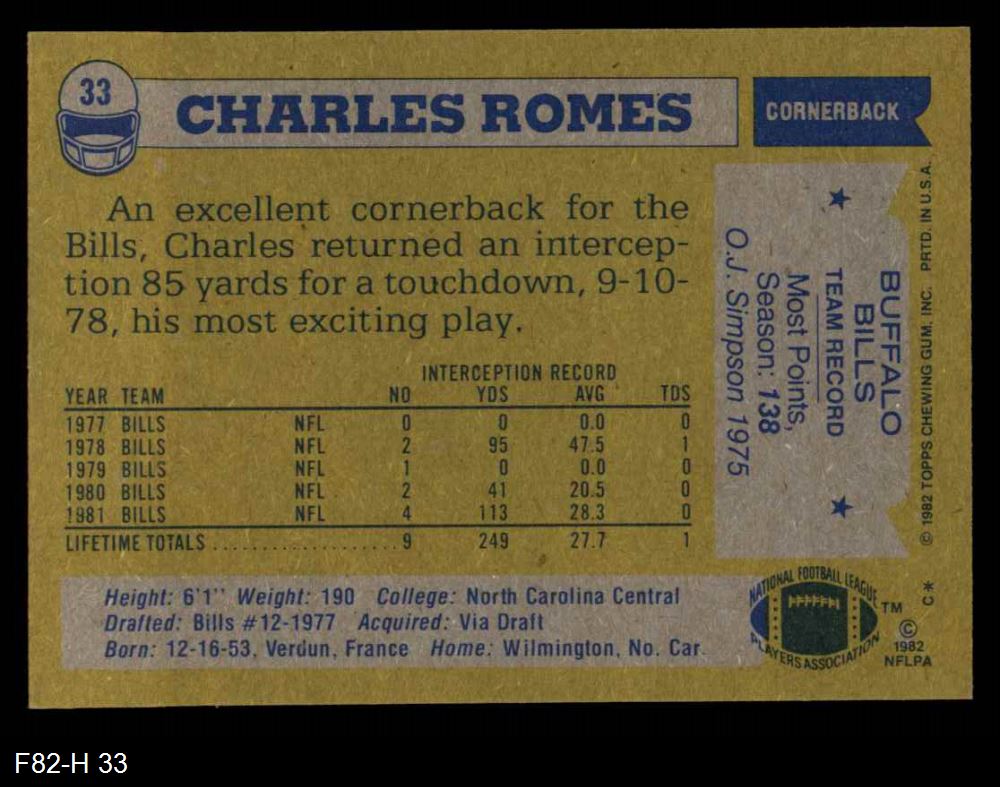 33
CHARLES ROMES
CORNERBACK
An excellent cornerback for the
Bills, Charles returned an intercep-
tion 85 yards for a touchdown, 9-10-
78, his most exciting play.
INTERCEPTION RECORD
YEAR TEAM NO YDS AVG TDS
1977 BILLS NFL 0 0 0.0 0
1978 BILLS NFL 2 95 47.5 1
1979 BILLS NFL 1 0 0.0 0
1980 BILLS NFL 2 41 20.5 0
1981 BILLS NFL 4 113 28.3 0
LIFETIME TOTALS .................. 9 249 27.7 1
Height: 6'1" Weight: 190 College: North Carolina Central
Drafted: Bills #12-1977 Acquired: Via Draft
Born: 12-16-53, Verdun, France Home: Wilmington, No. Car.
BUFFALO
BILLS
★ TEAM RECORD ★
Most Points,
Season: 138
O.J. Simpson 1975
© 1982 TOPPS CHEWING GUM, INC. PRTD. IN U.S.A.
C*
NATIONAL FOOTBALL LEAGUE
PLAYERS ASSOCIATION
TM
©
1982
NFLPA
F82-H 33